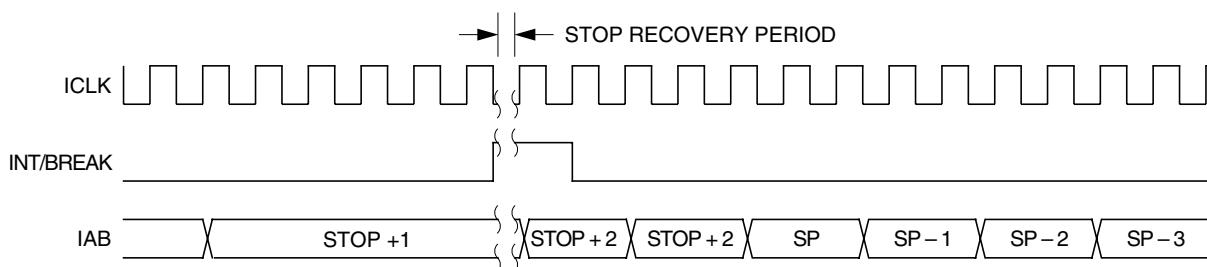 STOP RECOVERY PERIOD
ICLK
INT/BREAK
IAB STOP +1 STOP + 2 STOP + 2 SP SP – 1 SP – 2 SP – 3